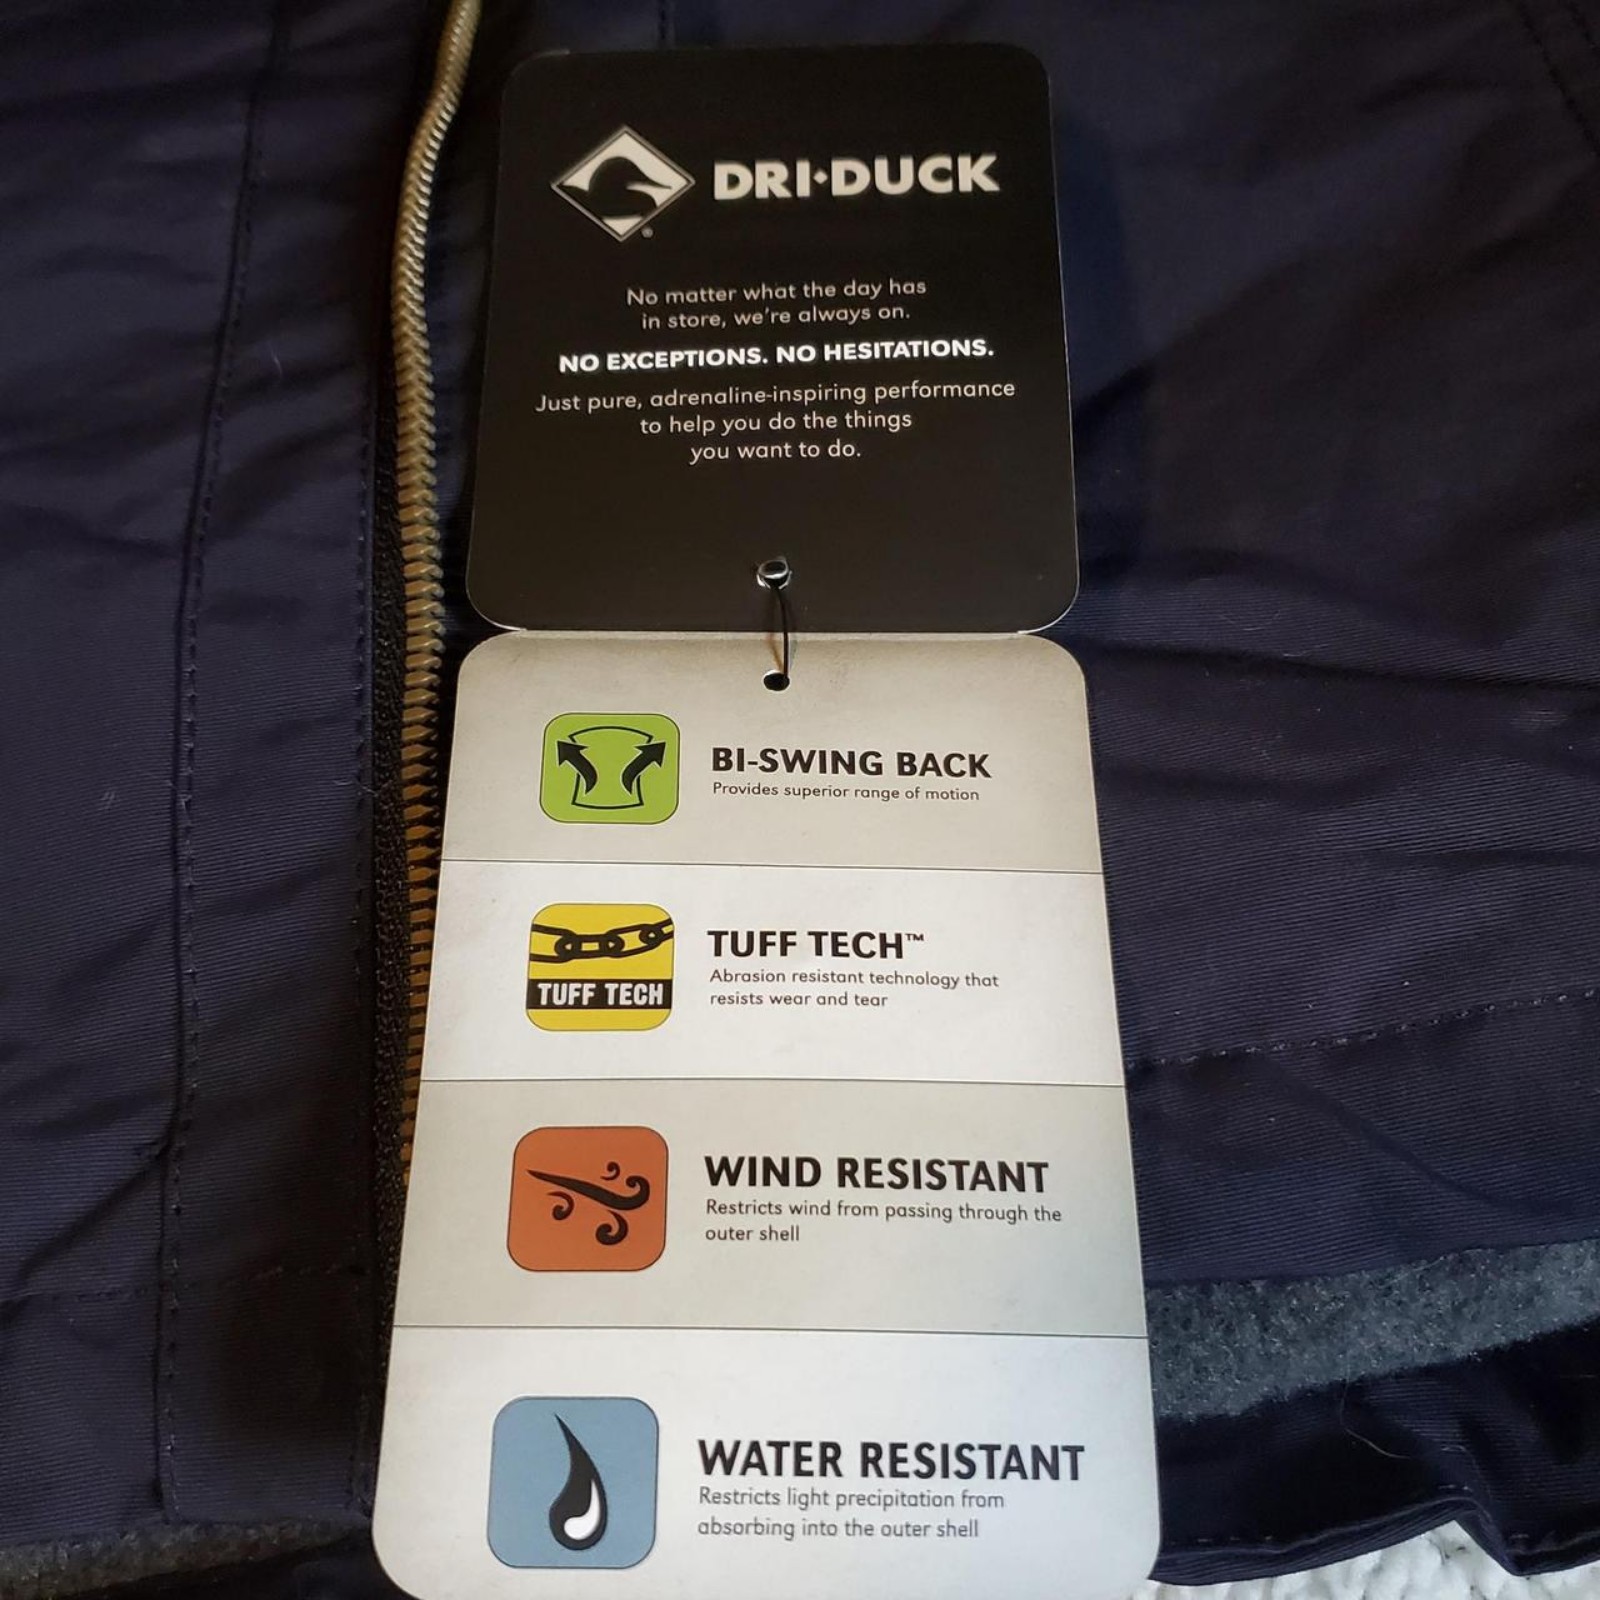 DRI•DUCK
®
No matter what the day has
in store, we're always on.
NO EXCEPTIONS. NO HESITATIONS.
Just pure, adrenaline-inspiring performance
to help you do the things
you want to do.
BI-SWING BACK
Provides superior range of motion
TUFF TECH
TUFF TECH™
Abrasion resistant technology that
resists wear and tear
WIND RESISTANT
Restricts wind from passing through the
outer shell
WATER RESISTANT
Restricts light precipitation from
absorbing into the outer shell